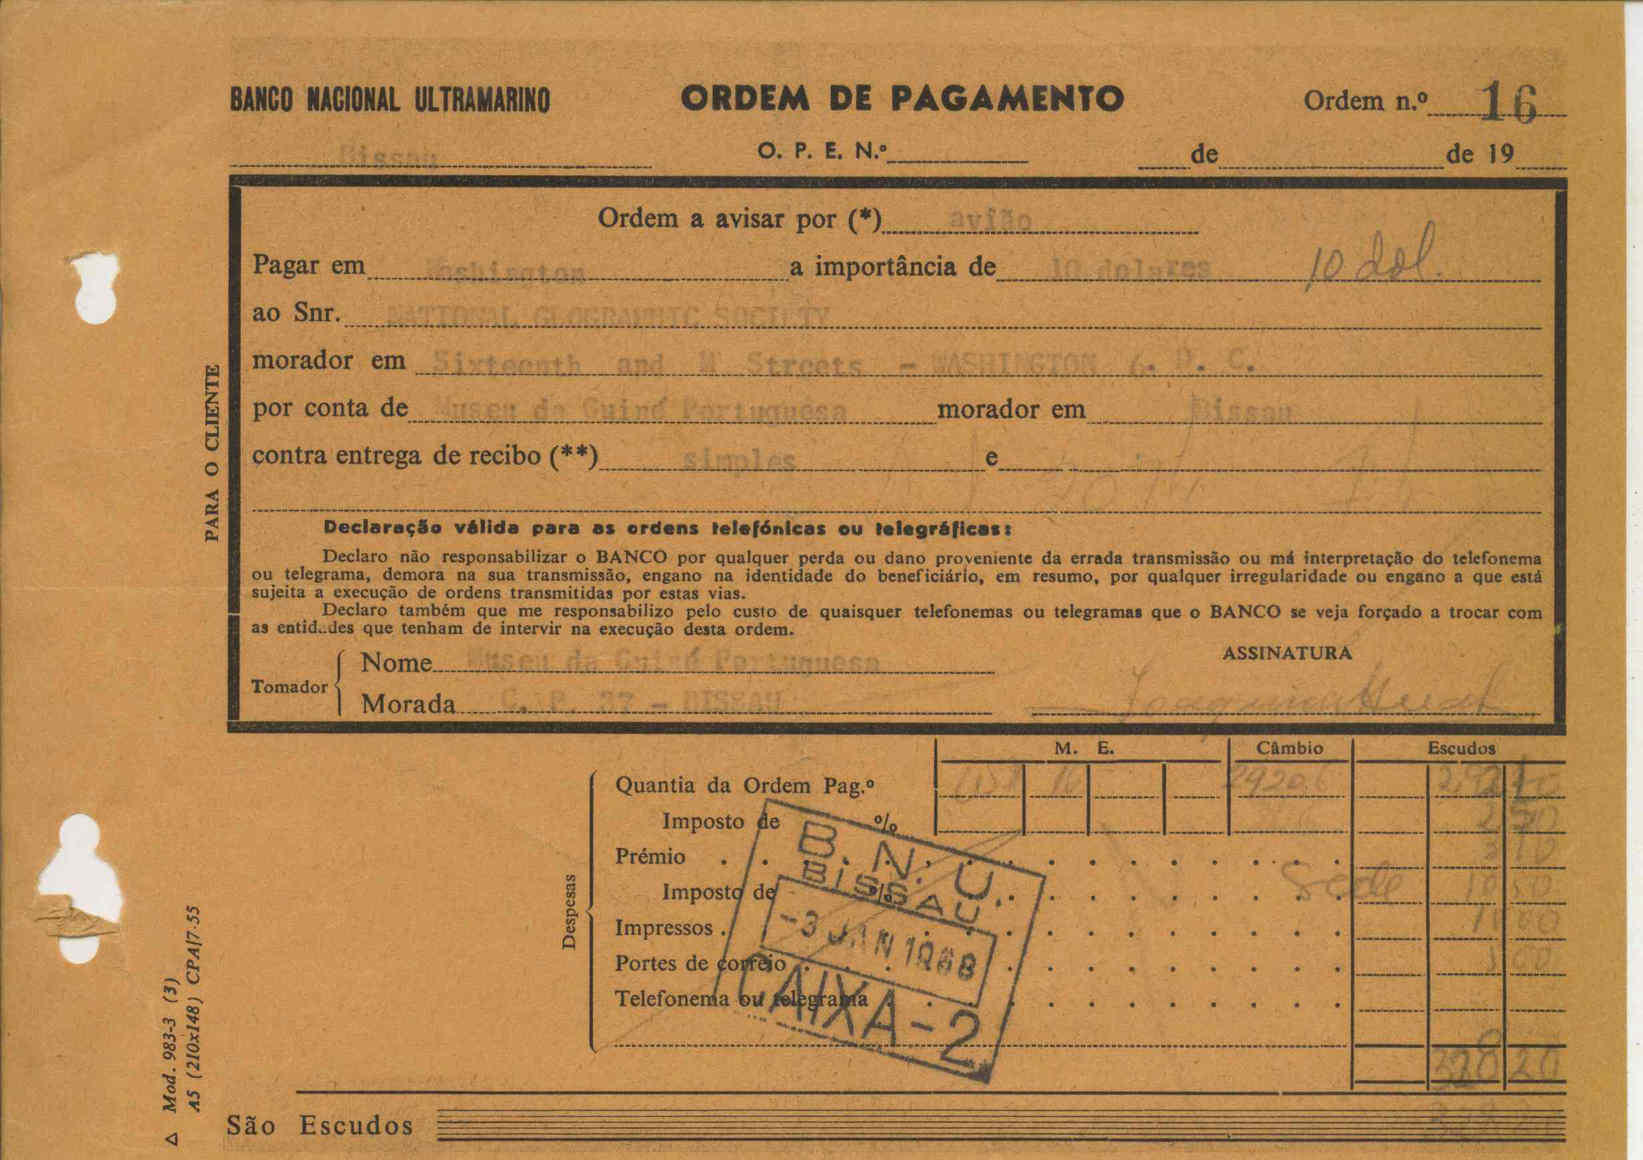 BANCO NACIONAL ULTRAMARINO ORDEM DE PAGAMENTO Ordem n.º 16
Bissau O. P. E. N.º de de 19
Ordem a avisar por (*) avião
Pagar em Washington a importância de 10 dolares 10 dol.
ao Snr. NATIONAL GEOGRAPHIC SOCIETY
morador em Sixteenth and M Streets - WASHINGTON 6. D. C.
por conta de Museu da Guiné Portuguesa morador em Bissau
contra entrega de recibo (**) simples e
Declaração válida para as ordens telefónicas ou telegráficas:
Declaro não responsabilizar o BANCO por qualquer perda ou dano proveniente da errada transmissão ou má interpretação do telefonema
ou telegrama, demora na sua transmissão, engano na identidade do beneficiário, em resumo, por qualquer irregularidade ou engano a que está
sujeita a execução de ordens transmitidas por estas vias.
Declaro também que me responsabilizo pelo custo de quaisquer telefonemas ou telegramas que o BANCO se veja forçado a trocar com
as entidades que tenham de intervir na execução desta ordem.
Tomador
Nome Museu da Guiné Portuguesa
Morada C. P. 37 - BISSAU
ASSINATURA
M. E. Câmbio Escudos
Despesas
Quantia da Ordem Pag.º
Imposto de %
Prémio
Imposto de % Sede
Impressos
Portes de correio
Telefonema ou telegrama
328 20
São Escudos
B. N. U.
BISSAU
-3 JAN 1968
CAIXA-2
PARA O CLIENTE
Δ Mod. 983-3 (3)
A5 (210x148) CPA/7-55